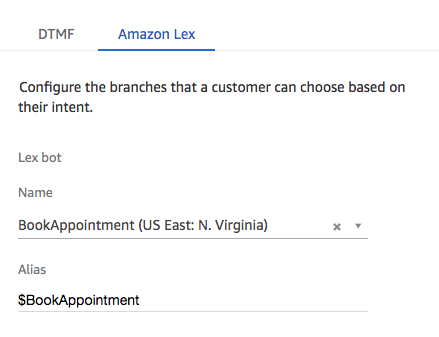 DTMF
Amazon Lex
Configure the branches that a customer can choose based on
their intent.
Lex bot
Name
BookAppointment (US East: N. Virginia)
Alias
$BookAppointment